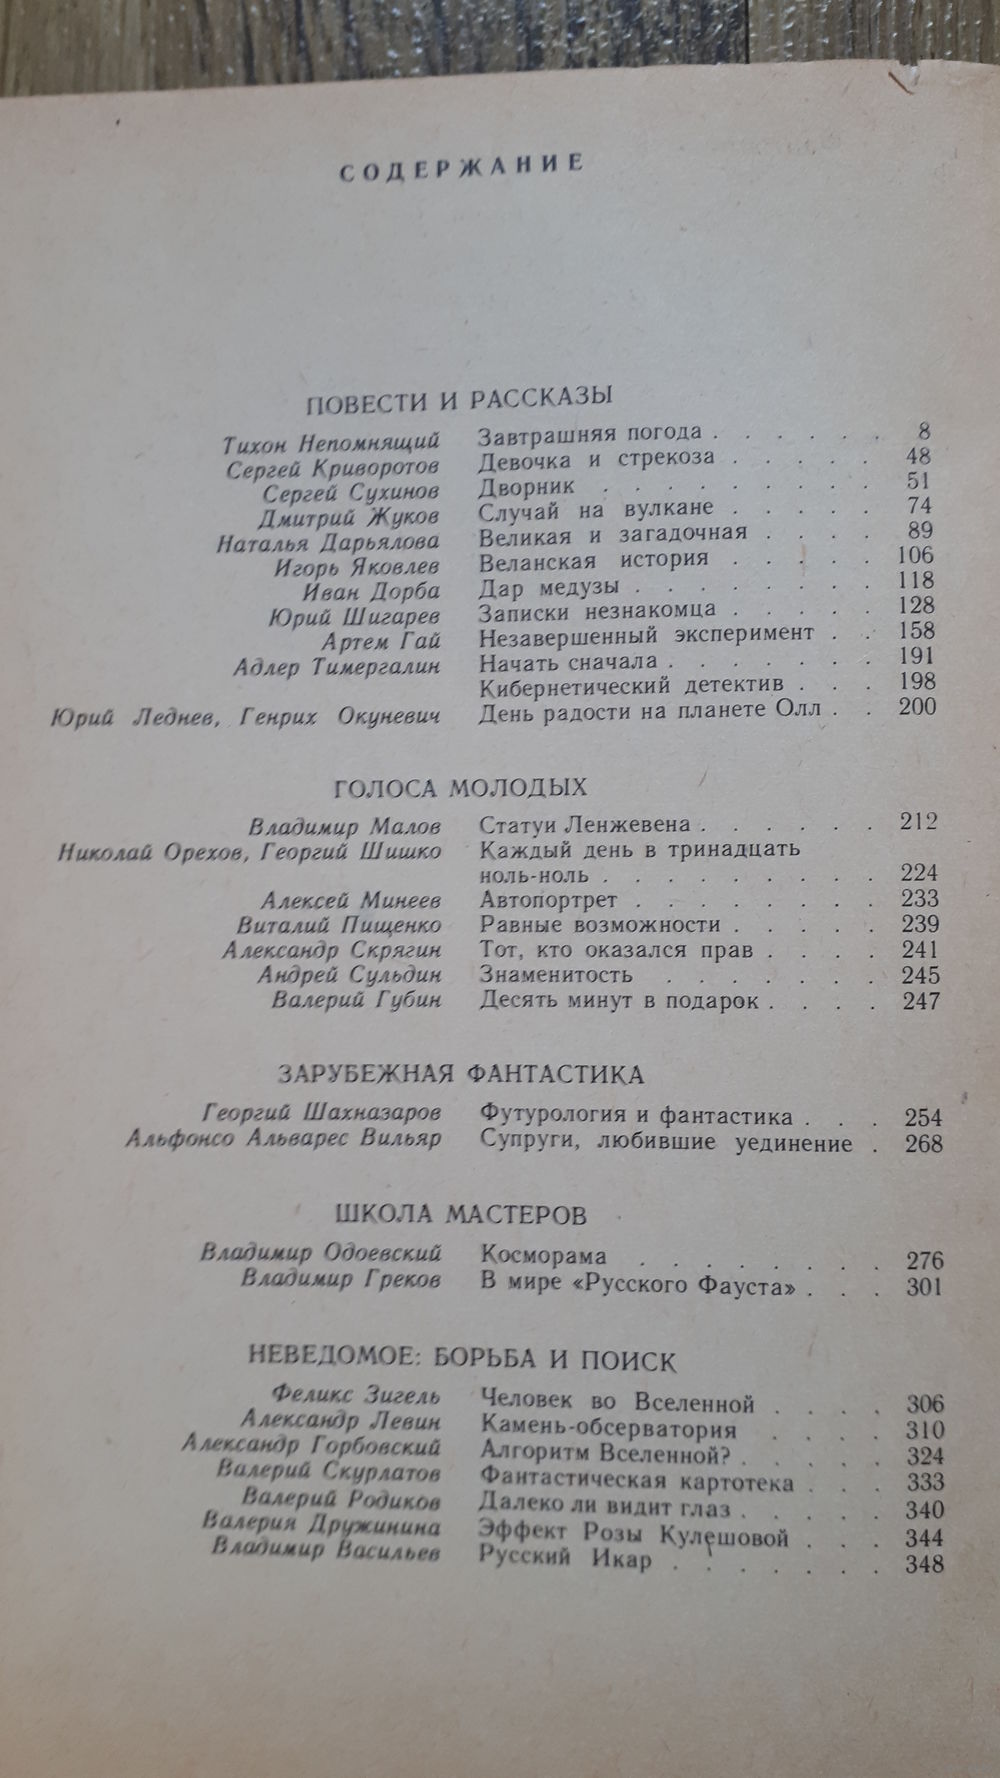 СОДЕРЖАНИЕ
ПОВЕСТИ И РАССКАЗЫ
Тихон Непомнящий Завтрашняя погода . . . . . . 8
Сергей Криворотов Девочка и стрекоза . . . . . 48
Сергей Сухинов Дворник . . . . . . . . . 51
Дмитрий Жуков Случай на вулкане . . . . . 74
Наталья Дарьялова Великая и загадочная . . . . 89
Игорь Яковлев Веланская история . . . . . 106
Иван Дорба Дар медузы . . . . . . . . 118
Юрий Шигарев Записки незнакомца . . . . . 128
Артем Гай Незавершенный эксперимент . . 158
Адлер Тимергалин Начать сначала . . . . . . . 191
Кибернетический детектив . . . 198
Юрий Леднев, Генрих Окуневич День радости на планете Олл . . 200
ГОЛОСА МОЛОДЫХ
Владимир Малов Статуи Ленжевена . . . . . . 212
Николай Орехов, Георгий Шишко Каждый день в тринадцать
ноль-ноль . . . . . . . . . 224
Алексей Минеев Автопортрет . . . . . . . . 233
Виталий Пищенко Равные возможности . . . . . 239
Александр Скрягин Тот, кто оказался прав . . . . 241
Андрей Сульдин Знаменитость . . . . . . . 245
Валерий Губин Десять минут в подарок . . . . 247
ЗАРУБЕЖНАЯ ФАНТАСТИКА
Георгий Шахназаров Футурология и фантастика . . . 254
Альфонсо Альварес Вильяр Супруги, любившие уединение . 268
ШКОЛА МАСТЕРОВ
Владимир Одоевский Косморама . . . . . . . . 276
Владимир Греков В мире «Русского Фауста» . . . 301
НЕВЕДОМОЕ: БОРЬБА И ПОИСК
Феликс Зигель Человек во Вселенной . . . . 306
Александр Левин Камень-обсерватория . . . . 310
Александр Горбовский Алгоритм Вселенной? . . . . . 324
Валерий Скурлатов Фантастическая картотека . . . 333
Валерий Родиков Далеко ли видит глаз . . . . . 340
Валерия Дружинина Эффект Розы Кулешовой . . . 344
Владимир Васильев Русский Икар . . . . . . . 348